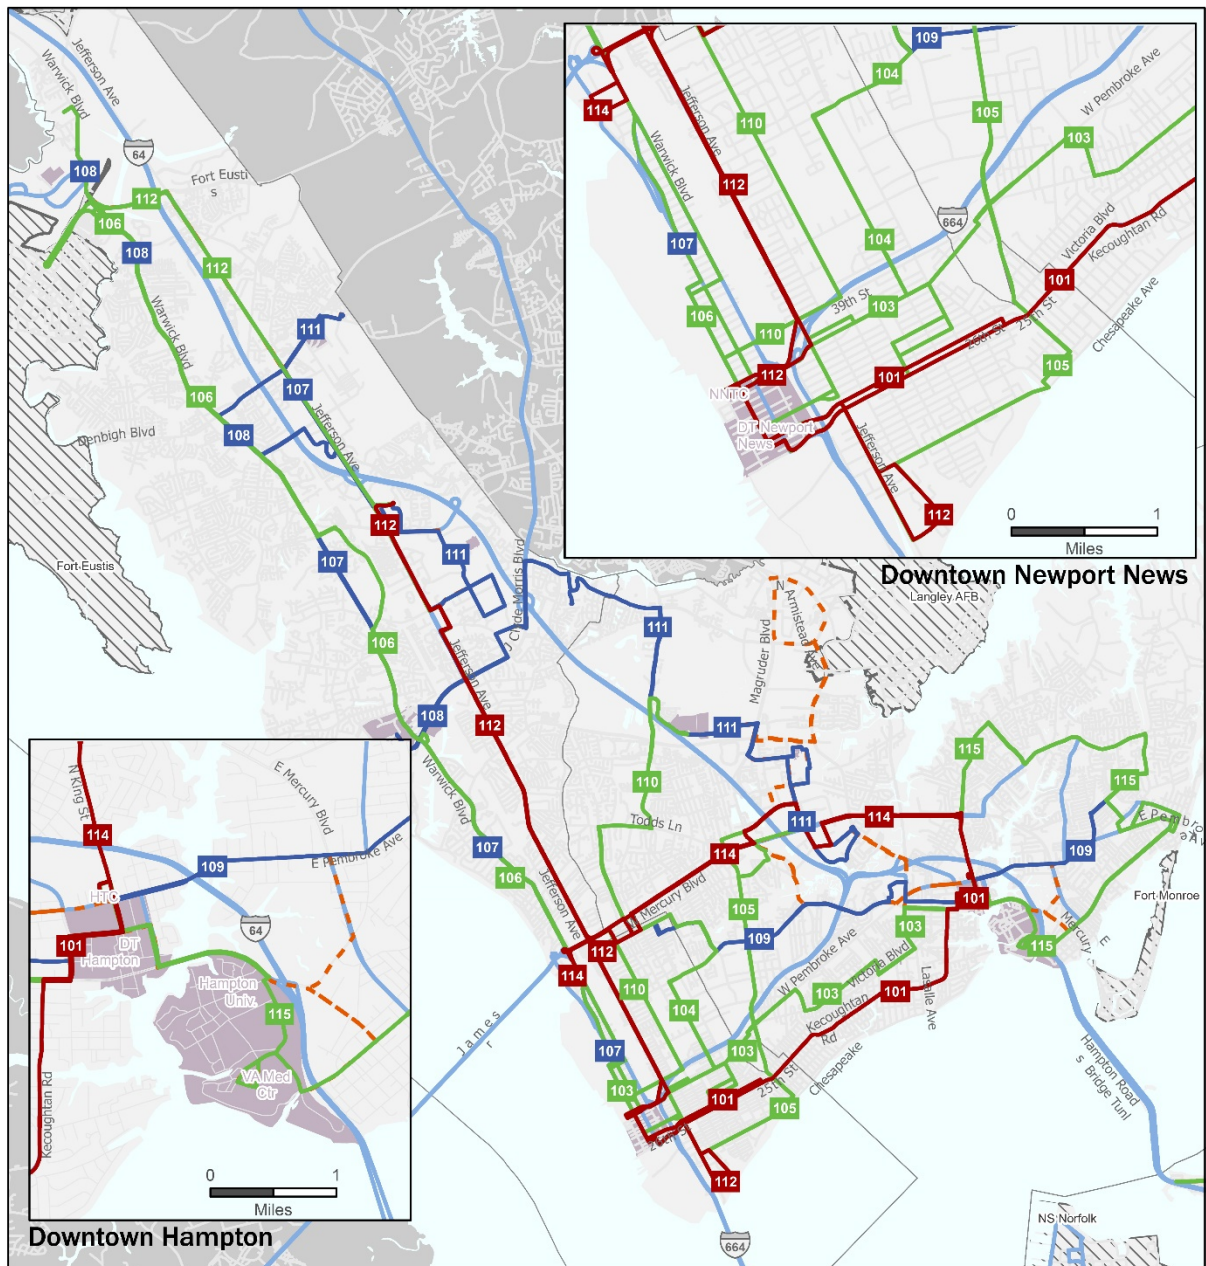 Jefferson Ave
Warwick Blvd
64
108
Fort Eusti
s
112
106
108
112
Warwick Blvd
111
107
106
Jefferson Ave
108
Denbigh Blvd
112
107
111
Fort Eustis
J Clyde Morris Blvd
106
111
Jefferson Ave
108
112
Warwick Blvd
107
106
Jefferson Ave
N Armistead Ave
Magruder Blvd
Langley AFB
111
110
Todds Ln
115
115
114
111
114
E Pembroke
Ave
109
Mercury Blvd
105
101
Fort Monroe
109
103
Mercury
E
115
112
114
W Pembroke Ave
Victoria Blvd
110
104
103
101
Lasalle Ave
Kecoughtan
Rd
James
r
107
103
103
25th St
Chesapeake
101
105
112
664
Hampton Road
s Bridge Tunl
NS Norfolk
109
104
W Pembroke Ave
105
114
110
Jefferson Ave
103
Warwick Blvd
112
664
107
104
Victoria Blvd
Kecoughtan Rd
101
39th St
103
106
110
25th St
Chesapeake Ave
105
112
101
NNTC
DT Newport
News
Jefferson Ave
112
0 1
Miles
Downtown Newport News
N King St
E Mercury Blvd
114
109
E Pembroke Ave
HTC
64
101
DT
Hampton
Hampton
Univ.
115
VA Med
Ctr
Kecoughtan Rd
0 1
Miles
Downtown Hampton